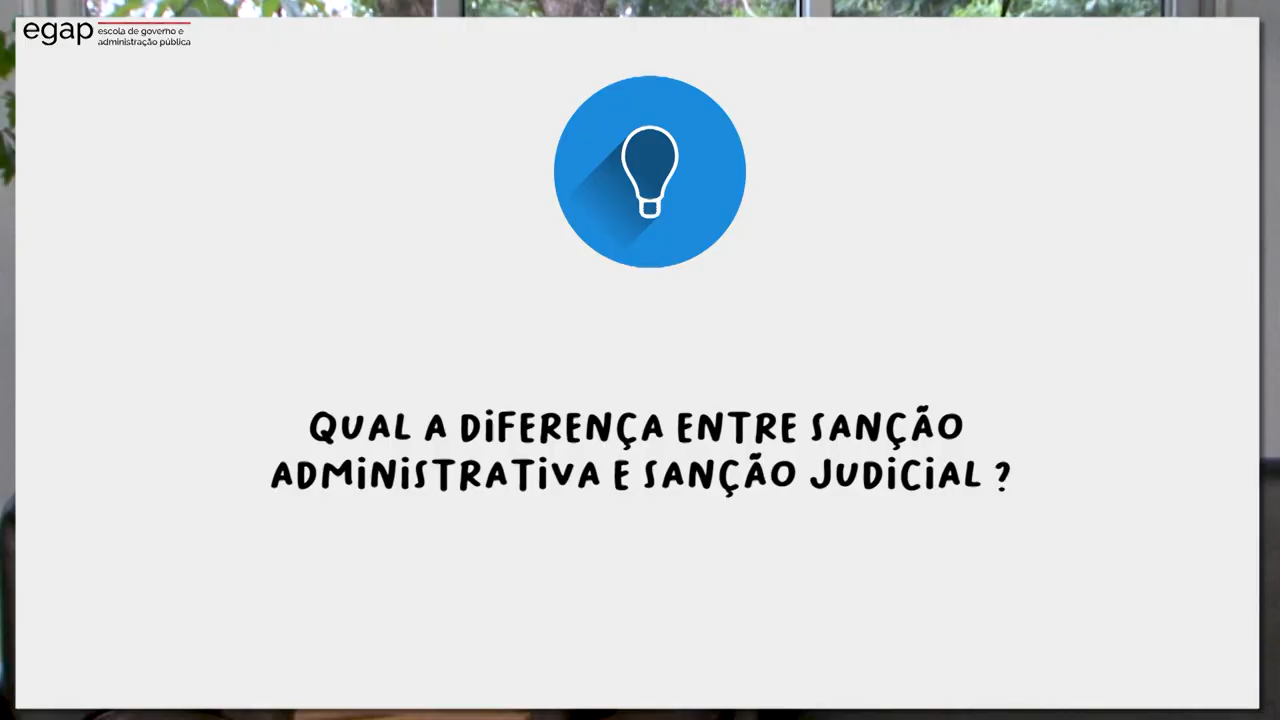 egap
escola de governo e
administração pública
QUAL A DIFERENÇA ENTRE SANÇÃO
ADMINISTRATIVA E SANÇÃO JUDICIAL ?